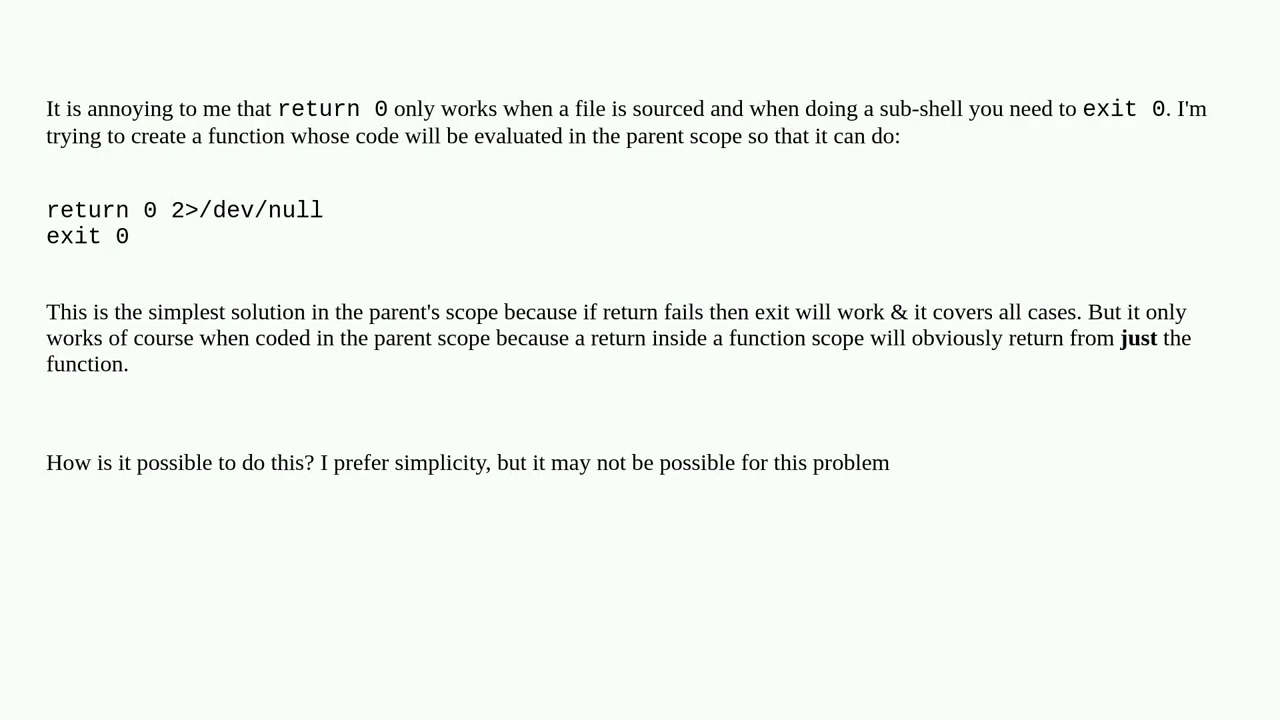 It is annoying to me that return 0 only works when a file is sourced and when doing a sub-shell you need to exit 0. I'm
trying to create a function whose code will be evaluated in the parent scope so that it can do:
return 0 2>/dev/null
exit 0
This is the simplest solution in the parent's scope because if return fails then exit will work & it covers all cases. But it only
works of course when coded in the parent scope because a return inside a function scope will obviously return from just the
function.
How is it possible to do this? I prefer simplicity, but it may not be possible for this problem